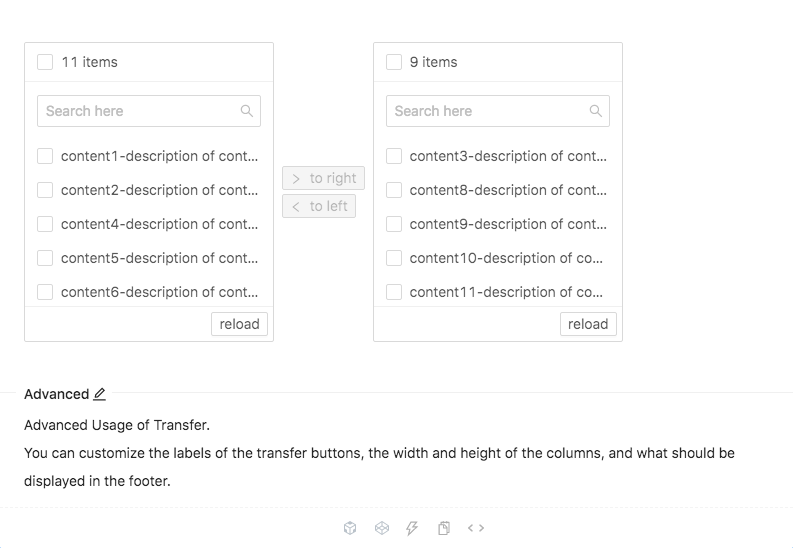 11 items
Search here
content1-description of cont...
content2-description of cont...
content4-description of cont...
content5-description of cont...
content6-description of cont...
reload
> to right
< to left
9 items
Search here
content3-description of cont...
content8-description of cont...
content9-description of cont...
content10-description of co...
content11-description of co...
reload
Advanced
Advanced Usage of Transfer.
You can customize the labels of the transfer buttons, the width and height of the columns, and what should be
displayed in the footer.